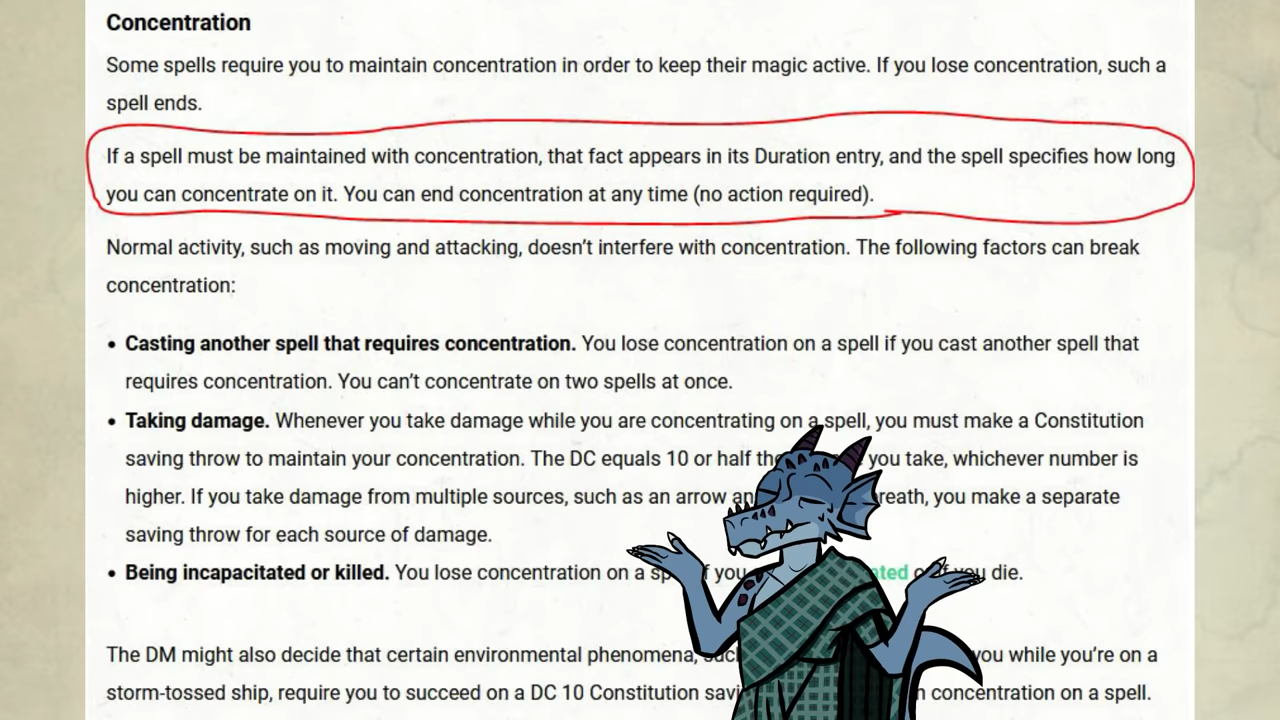 Concentration
Some spells require you to maintain concentration in order to keep their magic active. If you lose concentration, such a
spell ends.
If a spell must be maintained with concentration, that fact appears in its Duration entry, and the spell specifies how long
you can concentrate on it. You can end concentration at any time (no action required).
Normal activity, such as moving and attacking, doesn't interfere with concentration. The following factors can break
concentration:
• Casting another spell that requires concentration. You lose concentration on a spell if you cast another spell that
requires concentration. You can't concentrate on two spells at once.
• Taking damage. Whenever you take damage while you are concentrating on a spell, you must make a Constitution
saving throw to maintain your concentration. The DC equals 10 or half the you take, whichever number is
higher. If you take damage from multiple sources, such as an arrow reath, you make a separate
saving throw for each source of damage.
• Being incapacitated or killed. You lose concentration on a if you ated or if you die.
The DM might also decide that certain environmental phenomena, you while you're on a
storm-tossed ship, require you to succeed on a DC 10 Constitution concentration on a spell.